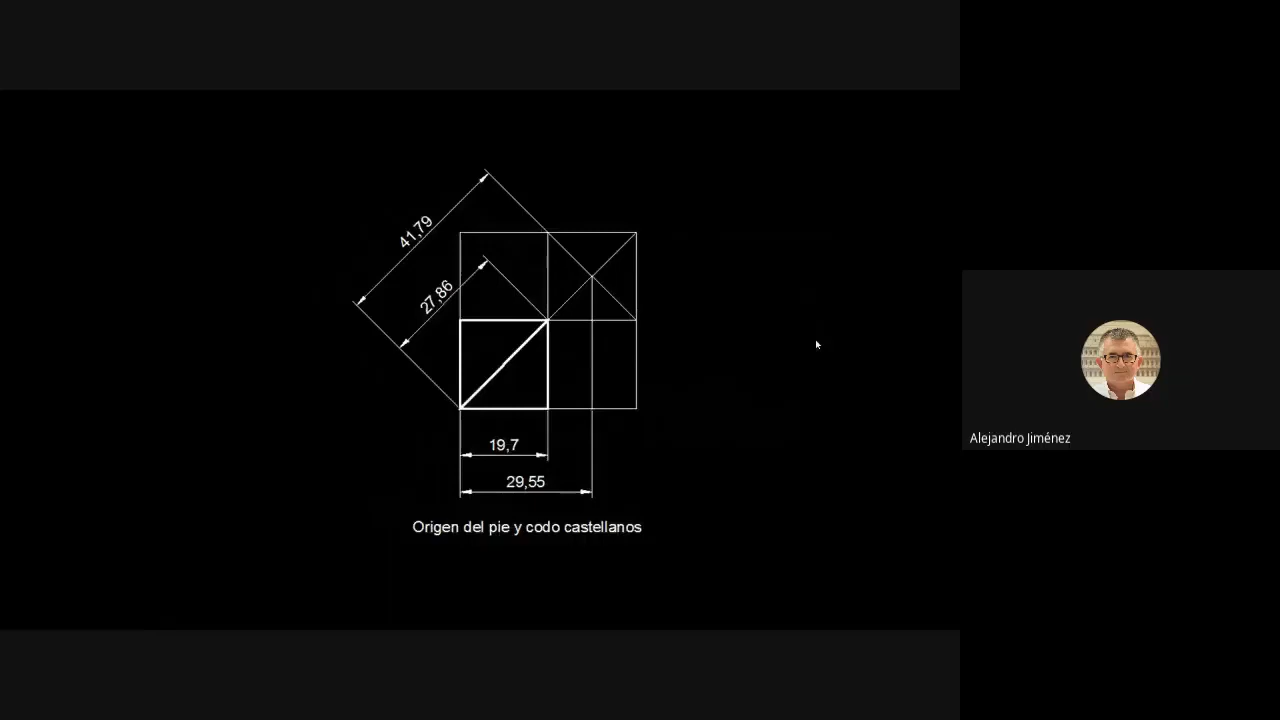 41,79
27,86
19,7
29,55
Origen del pie y codo castellanos
Alejandro Jiménez